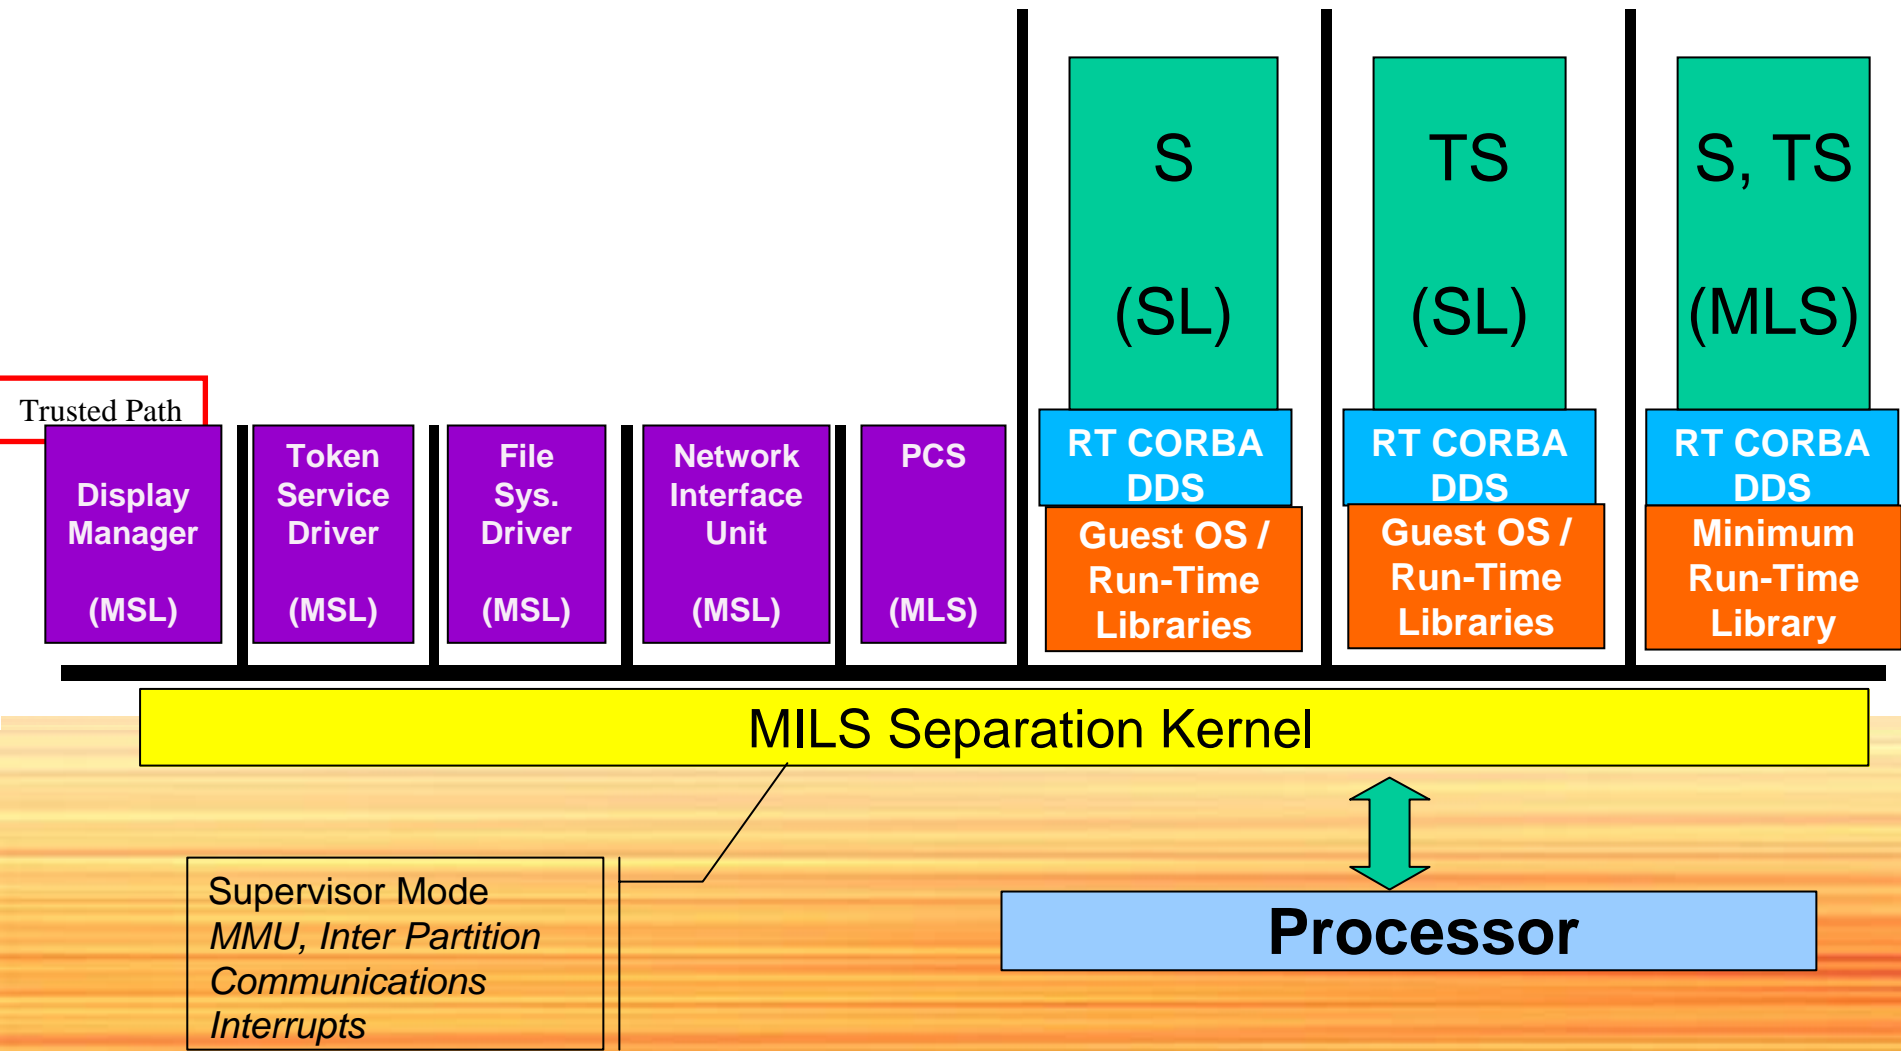 S
(SL)
TS
(SL)
S, TS
(MLS)
Trusted Path
Display
Manager
(MSL)
Token
Service
Driver
(MSL)
File
Sys.
Driver
(MSL)
Network
Interface
Unit
(MSL)
PCS
(MLS)
RT CORBA
DDS
Guest OS /
Run-Time
Libraries
RT CORBA
DDS
Guest OS /
Run-Time
Libraries
RT CORBA
DDS
Minimum
Run-Time
Library
MILS Separation Kernel
Supervisor Mode
MMU, Inter Partition
Communications
Interrupts
Processor